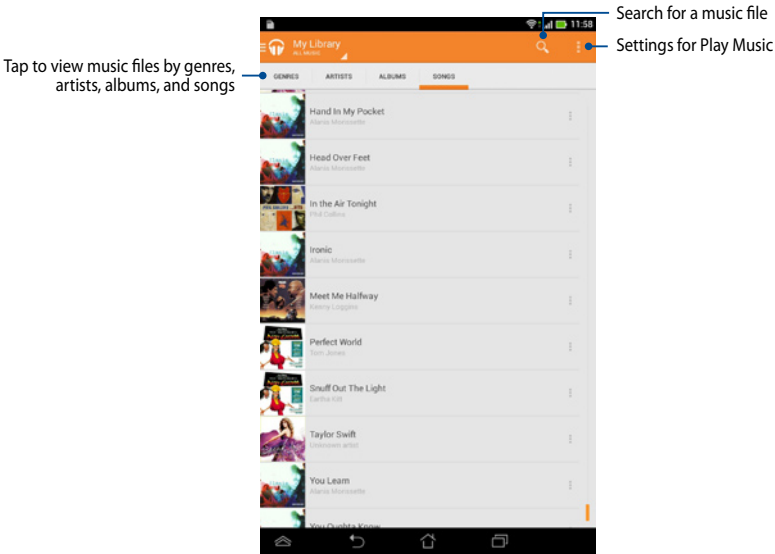 Search for a music file
Settings for Play Music
Tap to view music files by genres,
artists, albums, and songs
11:58
My Library
ALL MUSIC
GENRES ARTISTS ALBUMS SONGS
Hand In My Pocket
Alanis Morissette
Head Over Feet
Alanis Morissette
In the Air Tonight
Phil Collins
Ironic
Alanis Morissette
Meet Me Halfway
Kenny Loggins
Perfect World
Tom Jones
Snuff Out The Light
Eartha Kitt
Taylor Swift
Unknown artist
You Learn
Alanis Morissette
You Oughta Know